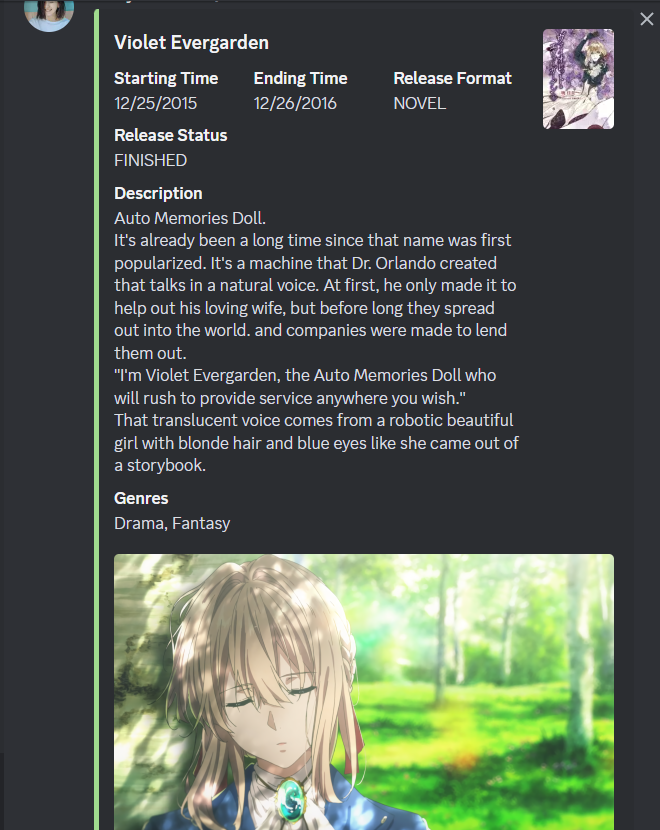 Violet Evergarden
Starting Time Ending Time Release Format
12/25/2015 12/26/2016 NOVEL
Release Status
FINISHED
Description
Auto Memories Doll.
It's already been a long time since that name was first
popularized. It's a machine that Dr. Orlando created
that talks in a natural voice. At first, he only made it to
help out his loving wife, but before long they spread
out into the world. and companies were made to lend
them out.
"I'm Violet Evergarden, the Auto Memories Doll who
will rush to provide service anywhere you wish."
That translucent voice comes from a robotic beautiful
girl with blonde hair and blue eyes like she came out of
a storybook.
Genres
Drama, Fantasy